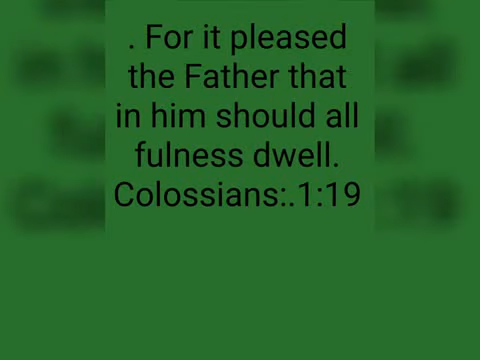 . For it pleased
the Father that
in him should all
fulness dwell.
Colossians:.1:19